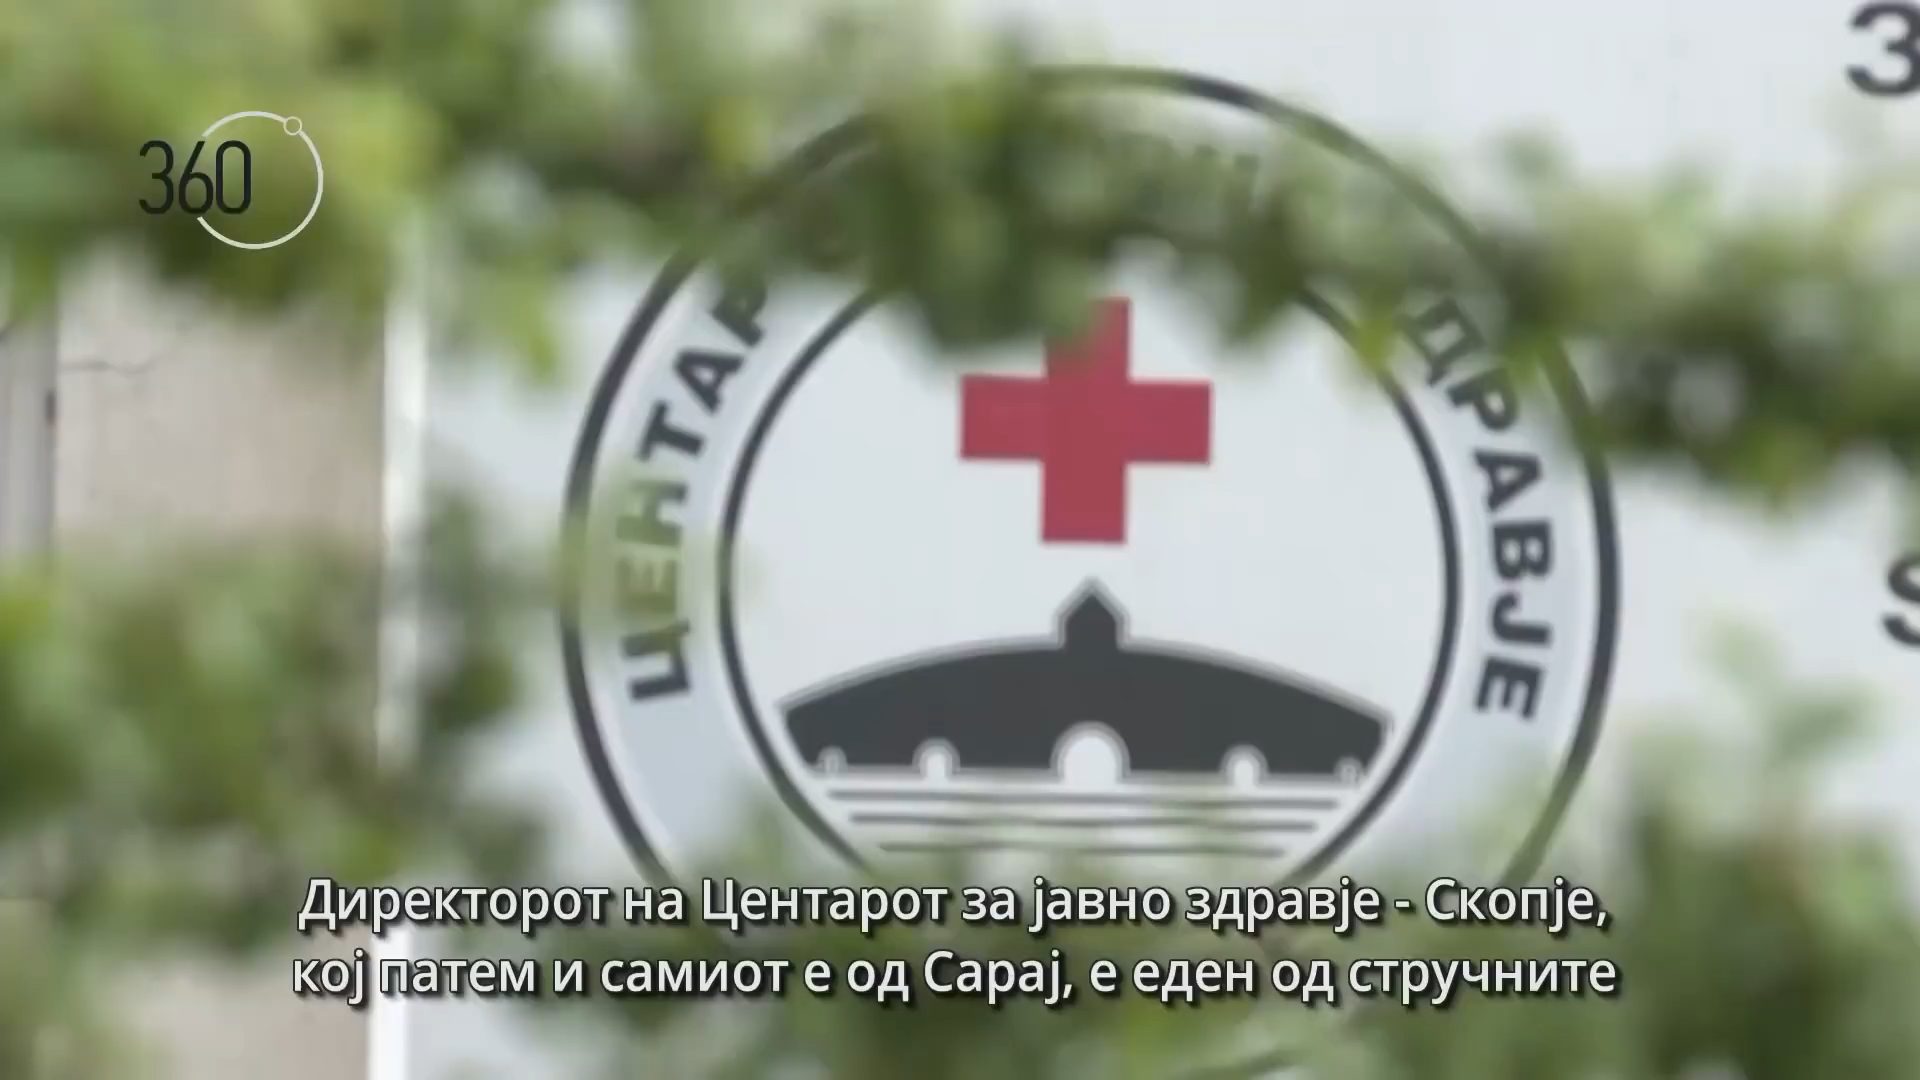 360
ЦЕНТАР
ДРАВЈЕ
Директорот на Центарот за јавно здравје - Скопје,
кој патем и самиот е од Сарај, е еден од стручните